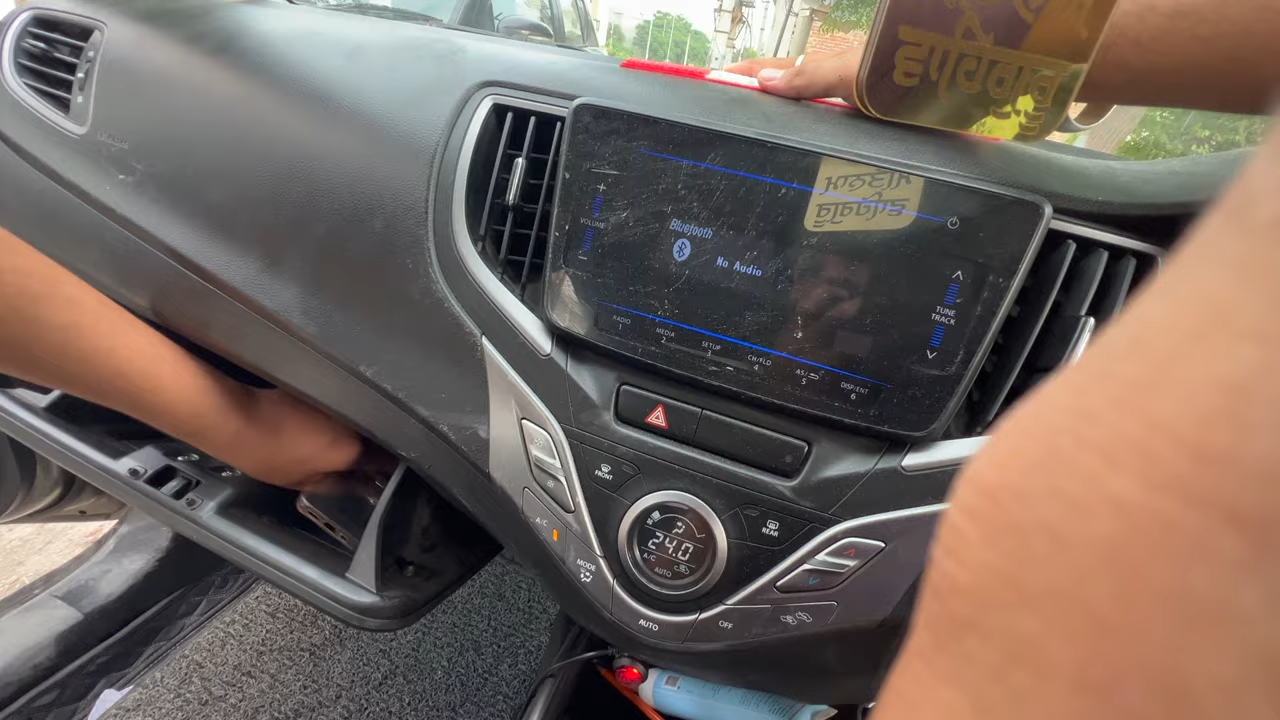 ਵਾਹਿਗੁਰੂ
+
VOLUME
−
Bluetooth
No Audio
TUNE
TRACK
RADIO
1
MEDIA
2
SETUP
3
CH/FLD
4
AS/
5
DISP/ENT
6
FRONT
REAR
A/C
MODE
24.0
A/C
AUTO
AUTO
OFF